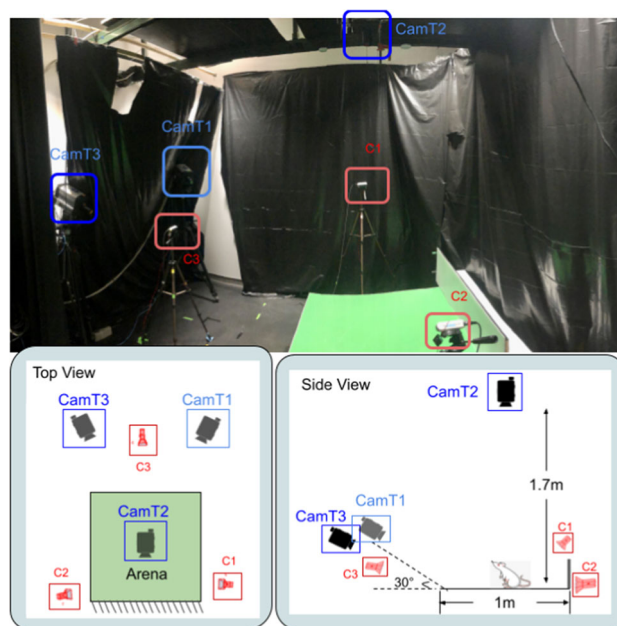 CamT2
CamT1
C1
CamT3
C3
C2
Top View
CamT3
CamT1
C3
CamT2
C2
Arena
C1
Side View
CamT2
1.7m
CamT1
CamT3
C1
C3
C2
30°
1m